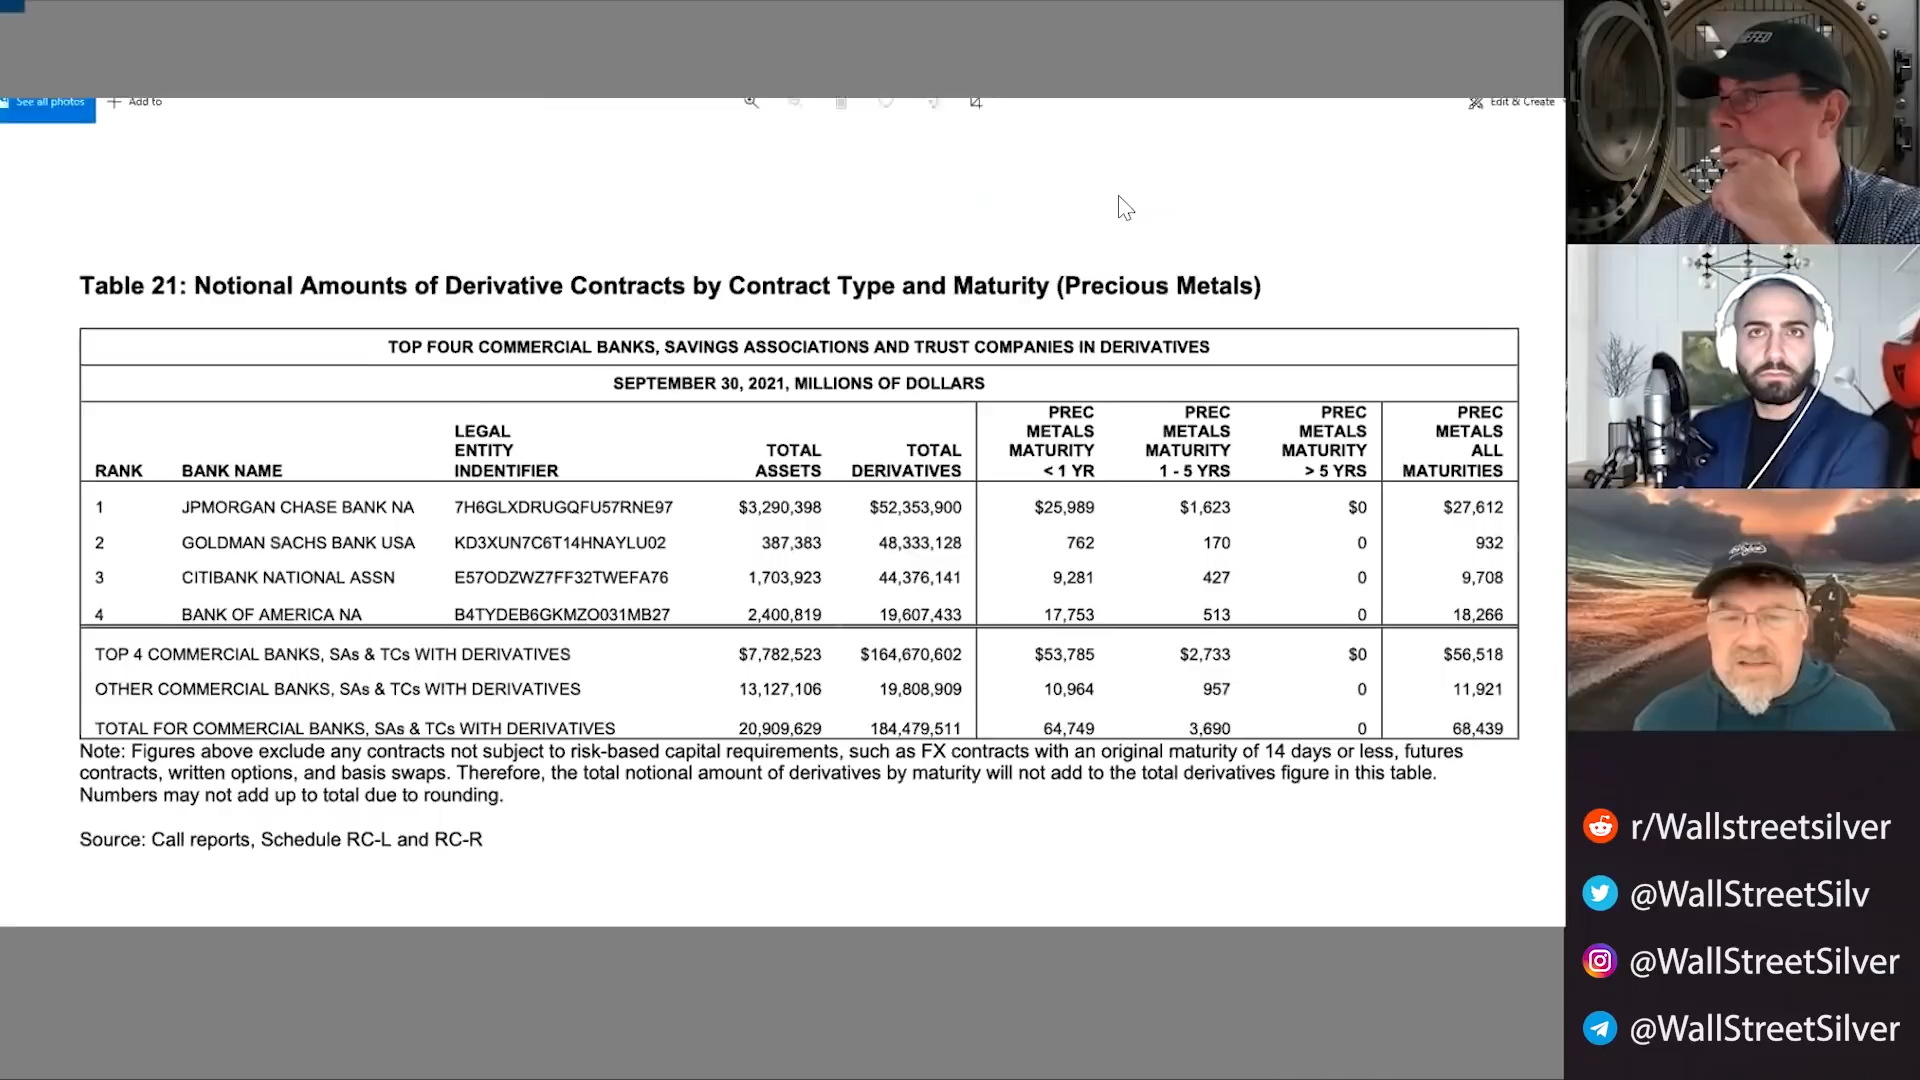 See all photos
Add to
Edit & Create
Table 21: Notional Amounts of Derivative Contracts by Contract Type and Maturity (Precious Metals)
TOP FOUR COMMERCIAL BANKS, SAVINGS ASSOCIATIONS AND TRUST COMPANIES IN DERIVATIVES
SEPTEMBER 30, 2021, MILLIONS OF DOLLARS
RANK BANK NAME LEGAL ENTITY INDENTIFIER TOTAL ASSETS TOTAL DERIVATIVES PREC METALS MATURITY < 1 YR PREC METALS MATURITY 1 - 5 YRS PREC METALS MATURITY > 5 YRS PREC METALS ALL MATURITIES
1 JPMORGAN CHASE BANK NA 7H6GLXDRUGQFU57RNE97 $3,290,398 $52,353,900 $25,989 $1,623 $0 $27,612
2 GOLDMAN SACHS BANK USA KD3XUN7C6T14HNAYLU02 387,383 48,333,128 762 170 0 932
3 CITIBANK NATIONAL ASSN E57ODZWZ7FF32TWEFA76 1,703,923 44,376,141 9,281 427 0 9,708
4 BANK OF AMERICA NA B4TYDEB6GKMZO031MB27 2,400,819 19,607,433 17,753 513 0 18,266
TOP 4 COMMERCIAL BANKS, SAs & TCs WITH DERIVATIVES $7,782,523 $164,670,602 $53,785 $2,733 $0 $56,518
OTHER COMMERCIAL BANKS, SAs & TCs WITH DERIVATIVES 13,127,106 19,808,909 10,964 957 0 11,921
TOTAL FOR COMMERCIAL BANKS, SAs & TCs WITH DERIVATIVES 20,909,629 184,479,511 64,749 3,690 0 68,439
Note: Figures above exclude any contracts not subject to risk-based capital requirements, such as FX contracts with an original maturity of 14 days or less, futures
contracts, written options, and basis swaps. Therefore, the total notional amount of derivatives by maturity will not add to the total derivatives figure in this table.
Numbers may not add up to total due to rounding.
Source: Call reports, Schedule RC-L and RC-R
r/Wallstreetsilver
@WallStreetSilv
@WallStreetSilver
@WallStreetSilver